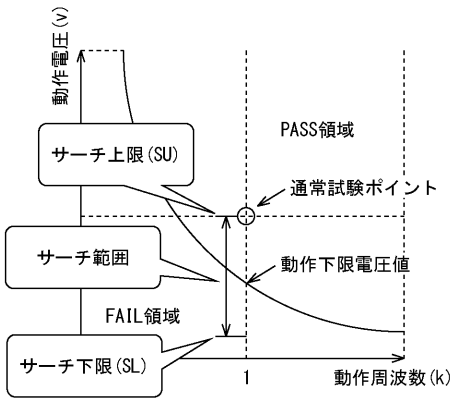 動作電圧(v)
PASS領域
サーチ上限(SU)
通常試験ポイント
サーチ範囲
動作下限電圧値
FAIL領域
サーチ下限(SL)
1
動作周波数(k)